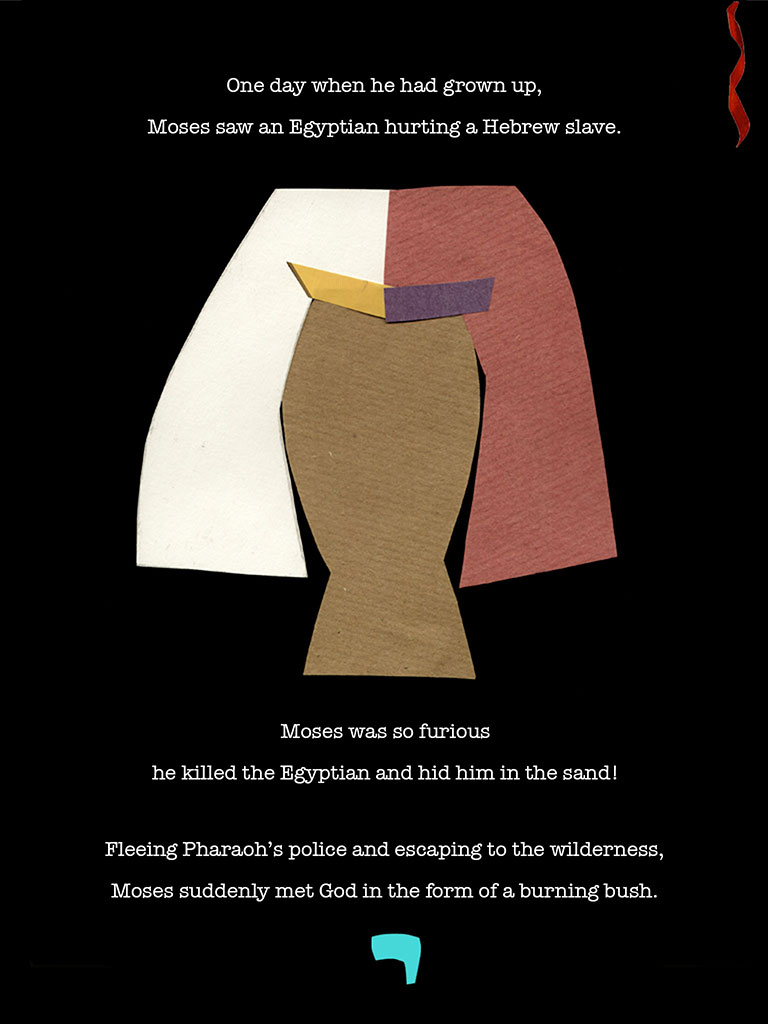 One day when he had grown up,
Moses saw an Egyptian hurting a Hebrew slave.
Moses was so furious
he killed the Egyptian and hid him in the sand!
Fleeing Pharaoh’s police and escaping to the wilderness,
Moses suddenly met God in the form of a burning bush.